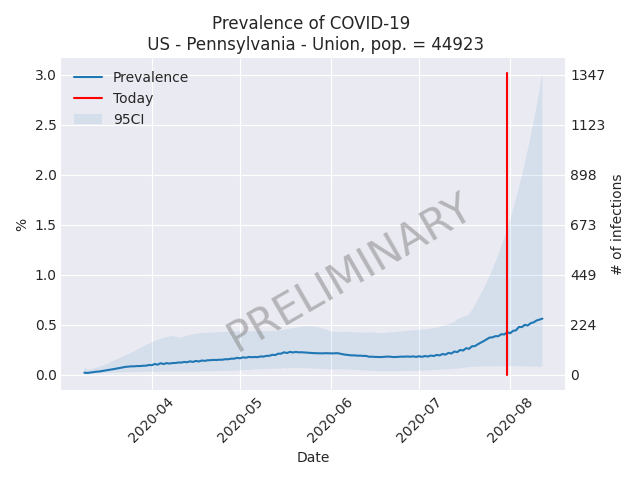 Prevalence of COVID-19
US - Pennsylvania - Union, pop. = 44923
Prevalence
Today
95CI
3.0
2.5
2.0
1.5
1.0
0.5
0.0
%
1347
1123
898
673
449
224
0
# of infections
PRELIMINARY
2020-04
2020-05
2020-06
2020-07
2020-08
Date